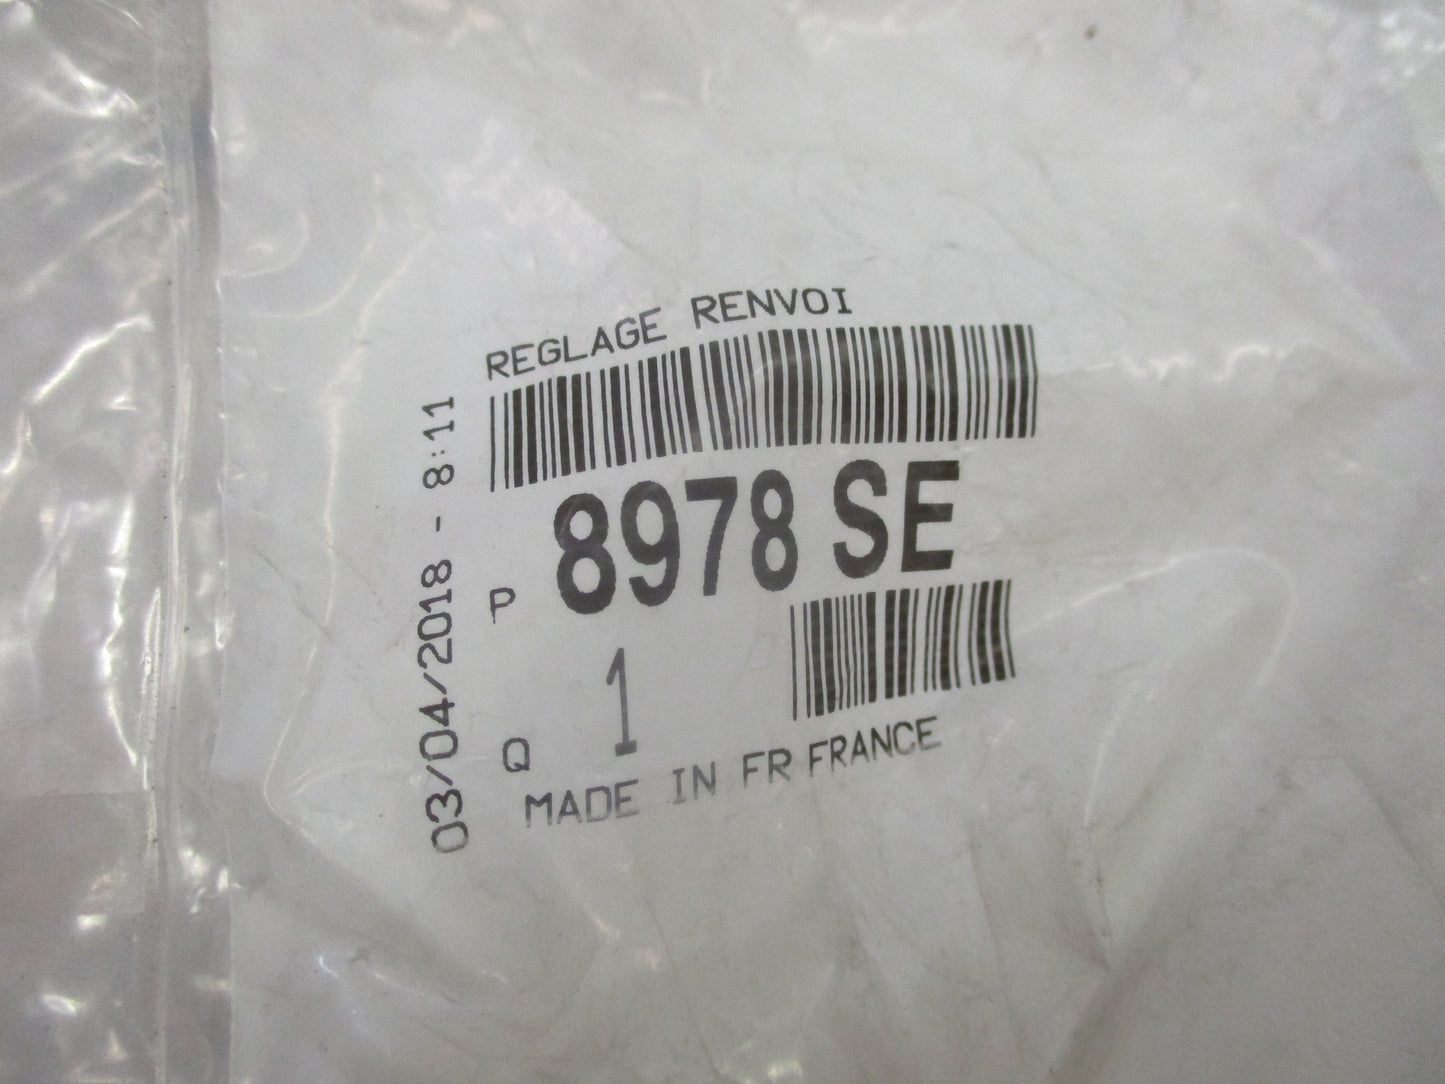 REGLAGE RENVOI
03/04/2018 - 8:11
P 8978 SE
Q 1
MADE IN FR FRANCE